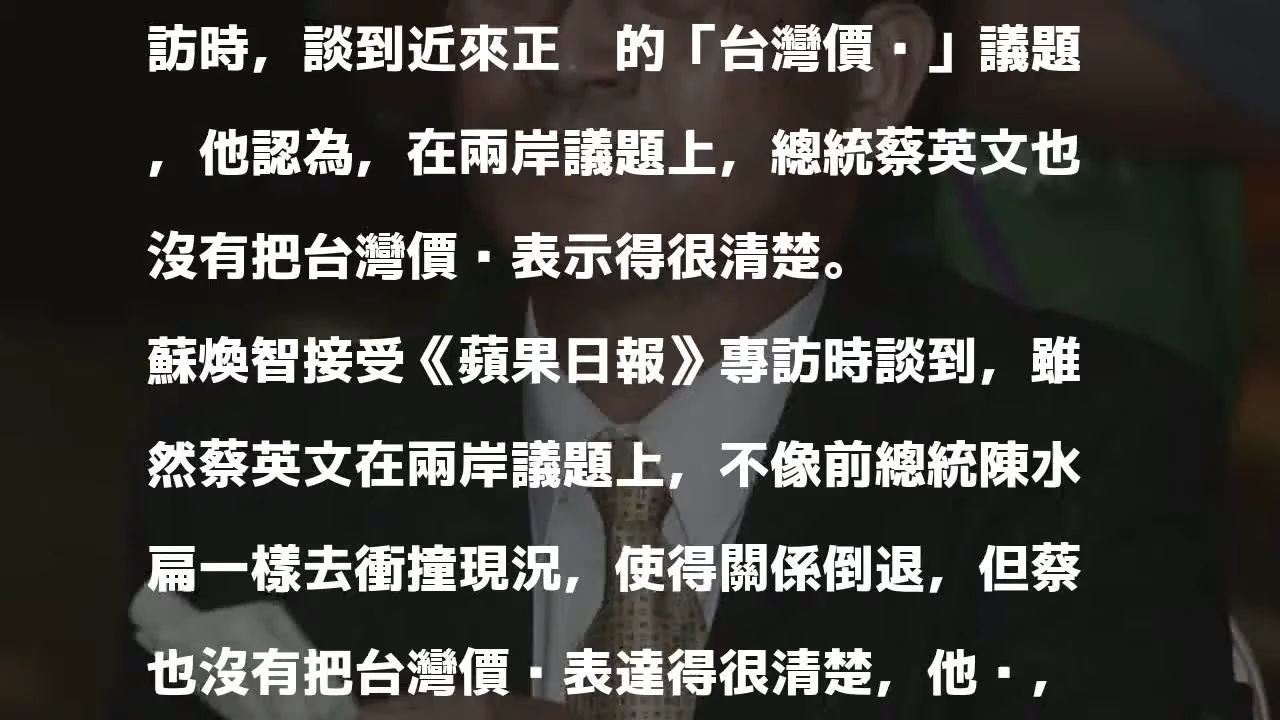 訪時，談到近來正　的「台灣價▪」議題
，他認為，在兩岸議題上，總統蔡英文也
沒有把台灣價▪表示得很清楚。
蘇煥智接受《蘋果日報》專訪時談到，雖
然蔡英文在兩岸議題上，不像前總統陳水
扁一樣去衝撞現況，使得關係倒退，但蔡
也沒有把台灣價▪表達得很清楚，他▪，